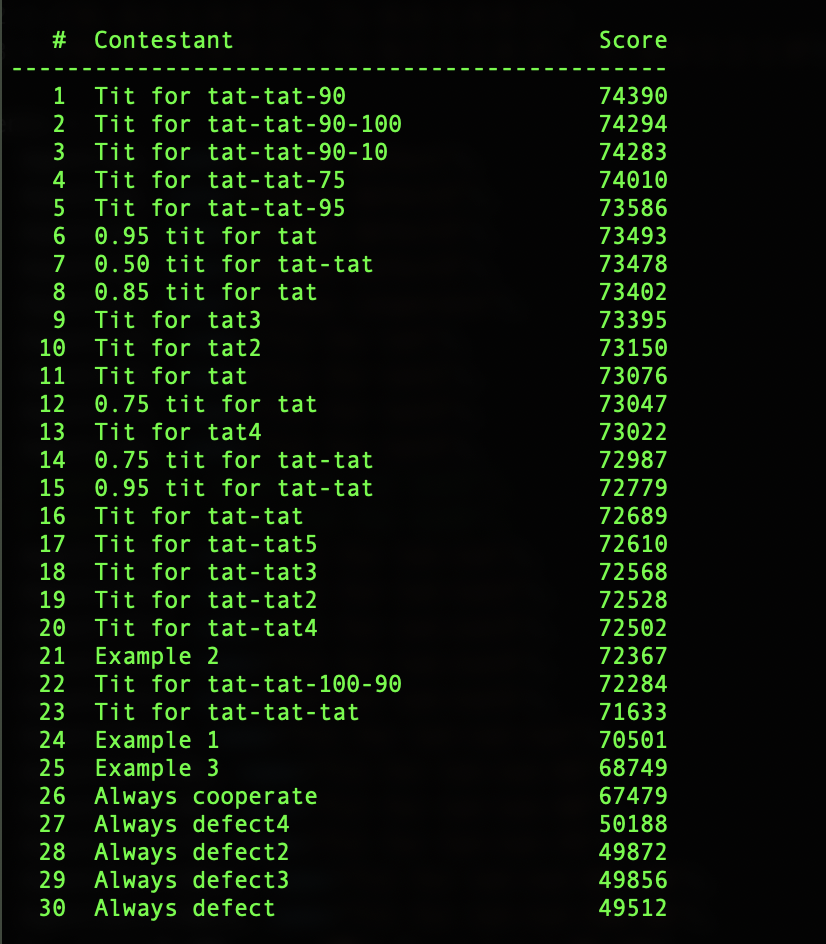 # Contestant Score
-----------------------------------------------
1 Tit for tat-tat-90 74390
2 Tit for tat-tat-90-100 74294
3 Tit for tat-tat-90-10 74283
4 Tit for tat-tat-75 74010
5 Tit for tat-tat-95 73586
6 0.95 tit for tat 73493
7 0.50 tit for tat-tat 73478
8 0.85 tit for tat 73402
9 Tit for tat3 73395
10 Tit for tat2 73150
11 Tit for tat 73076
12 0.75 tit for tat 73047
13 Tit for tat4 73022
14 0.75 tit for tat-tat 72987
15 0.95 tit for tat-tat 72779
16 Tit for tat-tat 72689
17 Tit for tat-tat5 72610
18 Tit for tat-tat3 72568
19 Tit for tat-tat2 72528
20 Tit for tat-tat4 72502
21 Example 2 72367
22 Tit for tat-tat-100-90 72284
23 Tit for tat-tat-tat 71633
24 Example 1 70501
25 Example 3 68749
26 Always cooperate 67479
27 Always defect4 50188
28 Always defect2 49872
29 Always defect3 49856
30 Always defect 49512